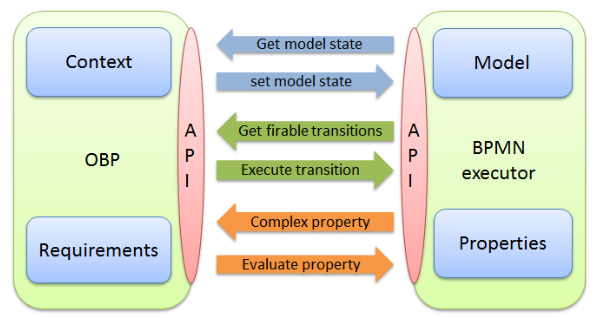 Context
OBP
Requirements
A
P
I
Get model state
set model state
Get firable transitions
Execute transition
Complex property
Evaluate property
A
P
I
Model
BPMN
executor
Properties